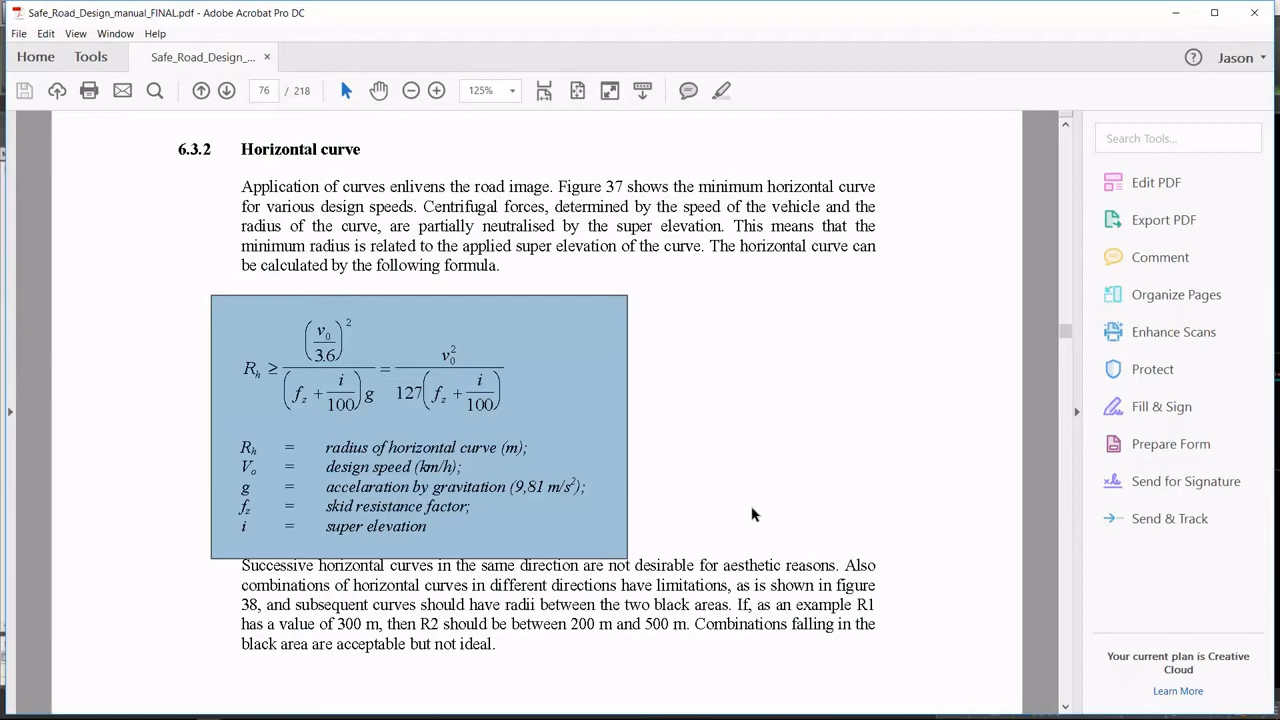 Safe_Road_Design_manual_FINAL.pdf - Adobe Acrobat Pro DC
File Edit View Window Help
Home Tools Safe_Road_Design_... ×
Jason
76 / 218 125%
6.3.2 Horizontal curve
Application of curves enlivens the road image. Figure 37 shows the minimum horizontal curve
for various design speeds. Centrifugal forces, determined by the speed of the vehicle and the
radius of the curve, are partially neutralised by the super elevation. This means that the
minimum radius is related to the applied super elevation of the curve. The horizontal curve can
be calculated by the following formula.
R_h ≥ (v_0/3.6)^2 / ((f_z + i/100) g) = v_0^2 / (127 (f_z + i/100))
R_h = radius of horizontal curve (m);
V_o = design speed (km/h);
g = accelaration by gravitation (9,81 m/s²);
f_z = skid resistance factor;
i = super elevation
Successive horizontal curves in the same direction are not desirable for aesthetic reasons. Also
combinations of horizontal curves in different directions have limitations, as is shown in figure
38, and subsequent curves should have radii between the two black areas. If, as an example R1
has a value of 300 m, then R2 should be between 200 m and 500 m. Combinations falling in the
black area are acceptable but not ideal.
Search Tools...
Edit PDF
Export PDF
Comment
Organize Pages
Enhance Scans
Protect
Fill & Sign
Prepare Form
Send for Signature
Send & Track
Your current plan is Creative
Cloud
Learn More